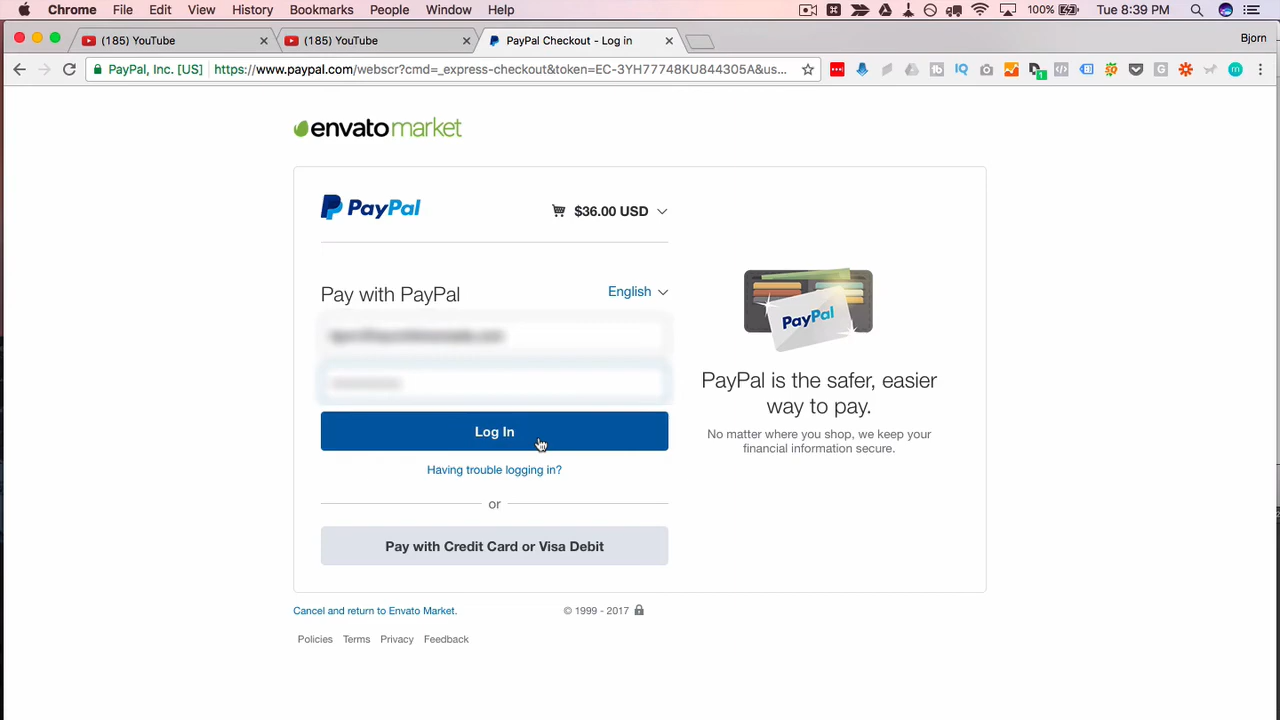 Chrome File Edit View History Bookmarks People Window Help 100% Tue 8:39 PM
(185) YouTube (185) YouTube PayPal Checkout - Log in Bjorn
PayPal, Inc. [US] https://www.paypal.com/webscr?cmd=_express-checkout&token=EC-3YH77748KU844305A&us...
envatomarket
PayPal $36.00 USD
Pay with PayPal English
Log In
Having trouble logging in?
or
Pay with Credit Card or Visa Debit
PayPal
PayPal is the safer, easier
way to pay.
No matter where you shop, we keep your
financial information secure.
Cancel and return to Envato Market. © 1999 - 2017
Policies Terms Privacy Feedback